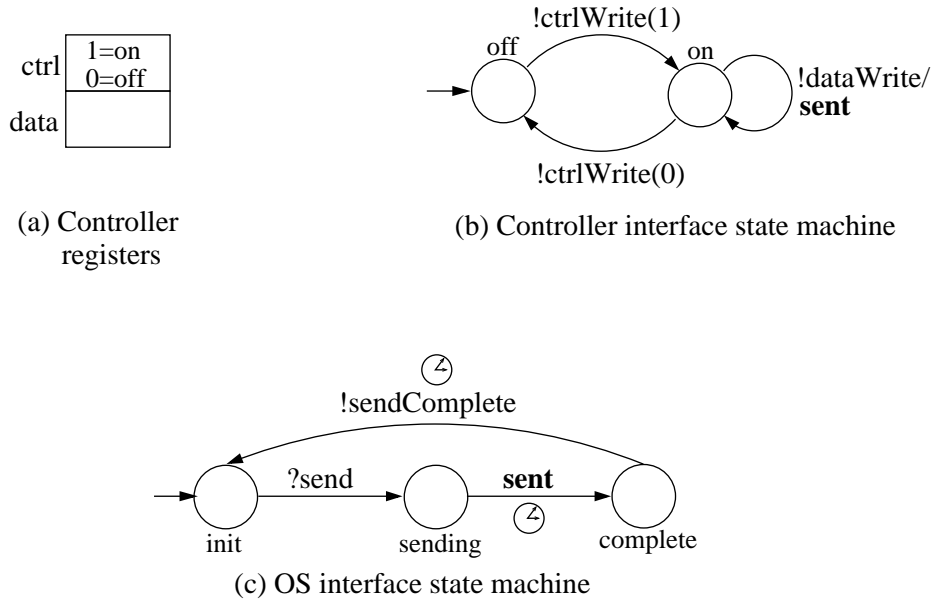 ctrl
1=on
0=off
data
(a) Controller
registers
!ctrlWrite(1)
off
on
!dataWrite/
sent
!ctrlWrite(0)
(b) Controller interface state machine
!sendComplete
?send
sent
init
sending
complete
(c) OS interface state machine